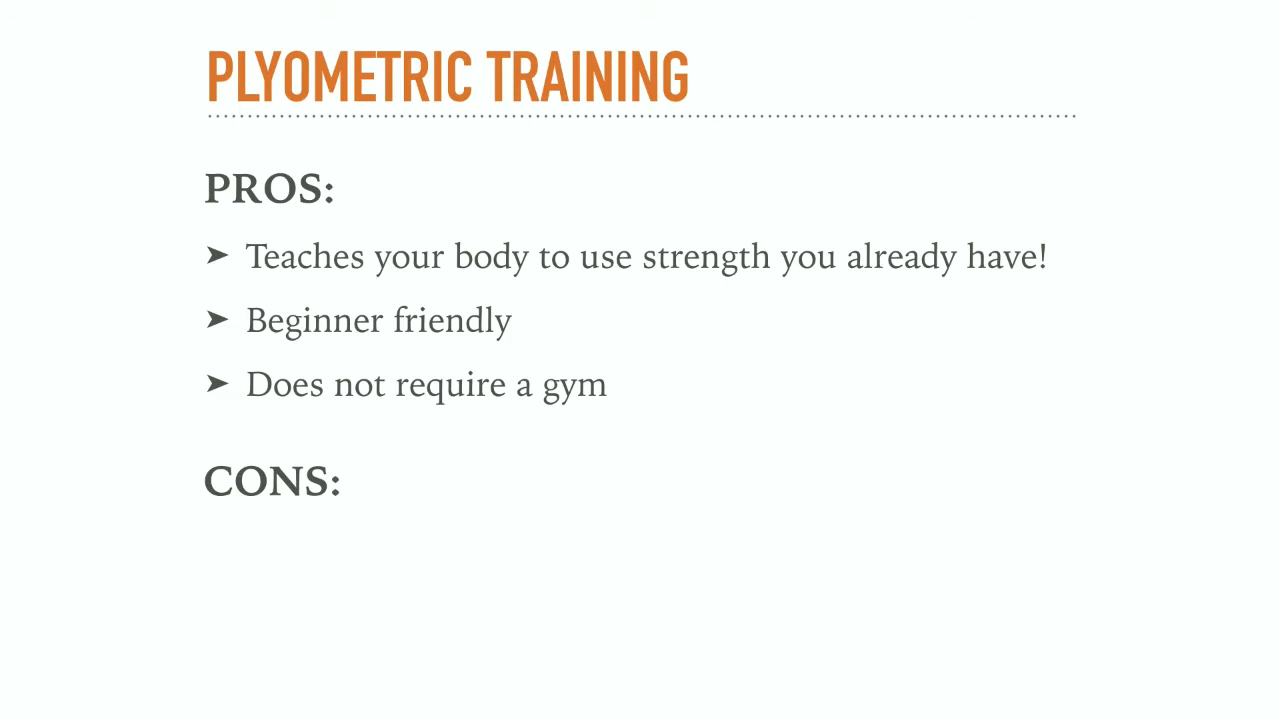 PLYOMETRIC TRAINING
PROS:
➤ Teaches your body to use strength you already have!
➤ Beginner friendly
➤ Does not require a gym
CONS: